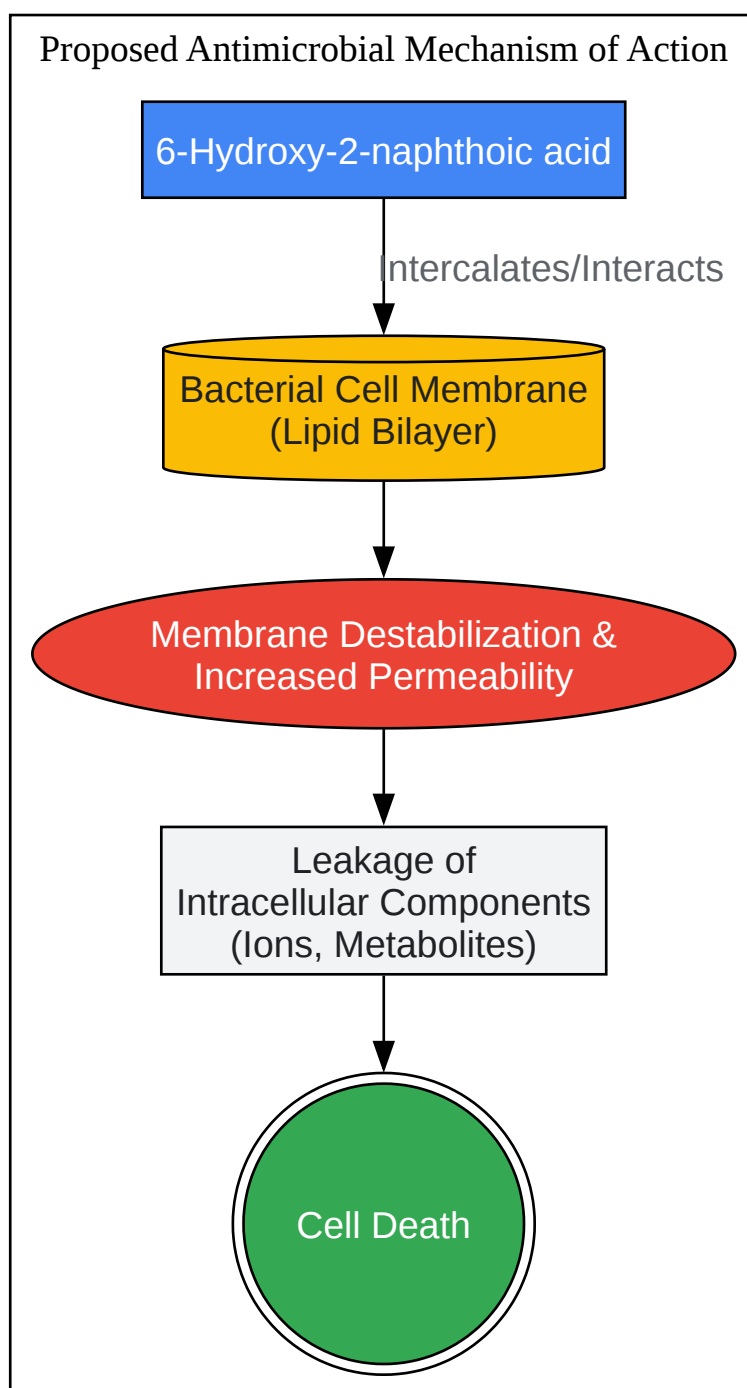 Proposed Antimicrobial Mechanism of Action
6-Hydroxy-2-naphthoic acid
Intercalates/Interacts
Bacterial Cell Membrane
(Lipid Bilayer)
Membrane Destabilization &
Increased Permeability
Leakage of
Intracellular Components
(Ions, Metabolites)
Cell Death